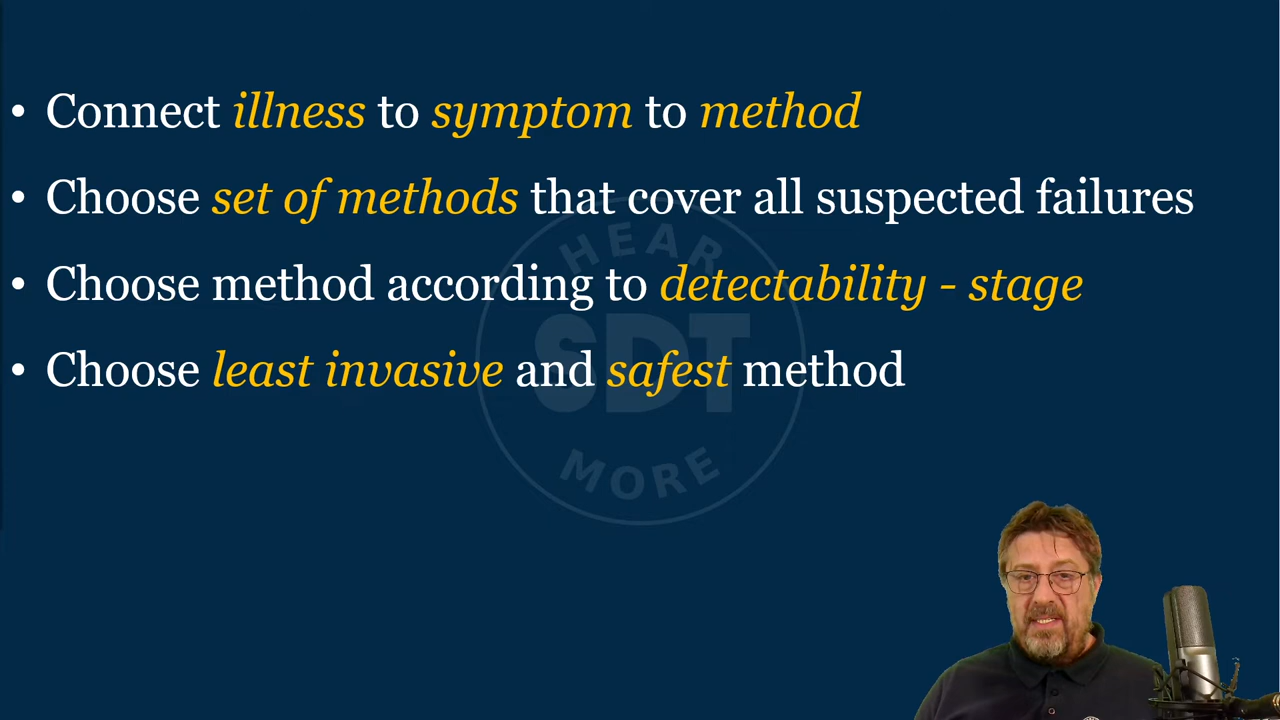 • Connect illness to symptom to method
• Choose set of methods that cover all suspected failures
• Choose method according to detectability - stage
• Choose least invasive and safest method
HEAR
SDT
MORE